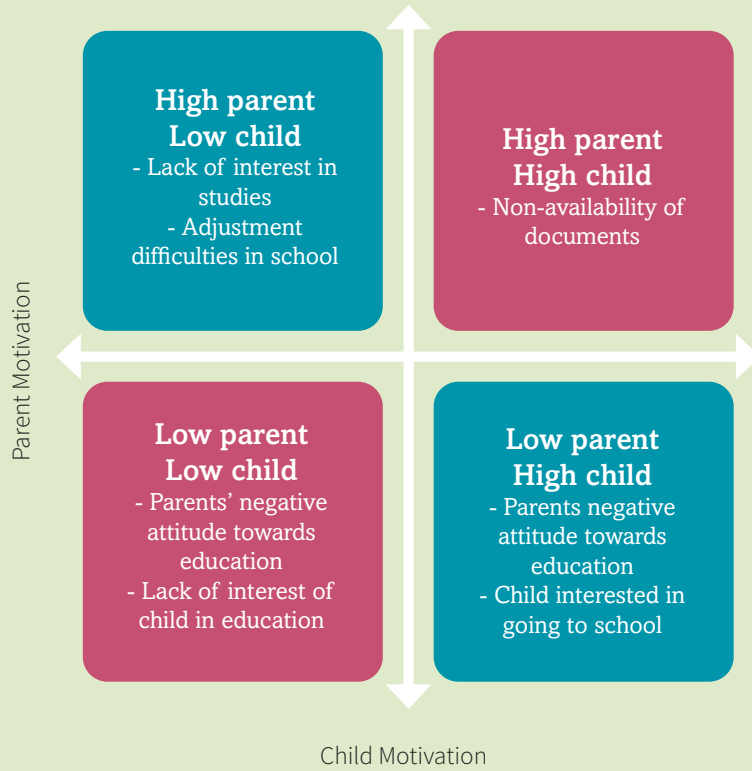 High parent
Low child
- Lack of interest in
studies
- Adjustment
difficulties in school
High parent
High child
- Non-availability of
documents
Parent Motivation
Low parent
Low child
- Parents’ negative
attitude towards
education
- Lack of interest of
child in education
Low parent
High child
- Parents negative
attitude towards
education
- Child interested in
going to school
Child Motivation